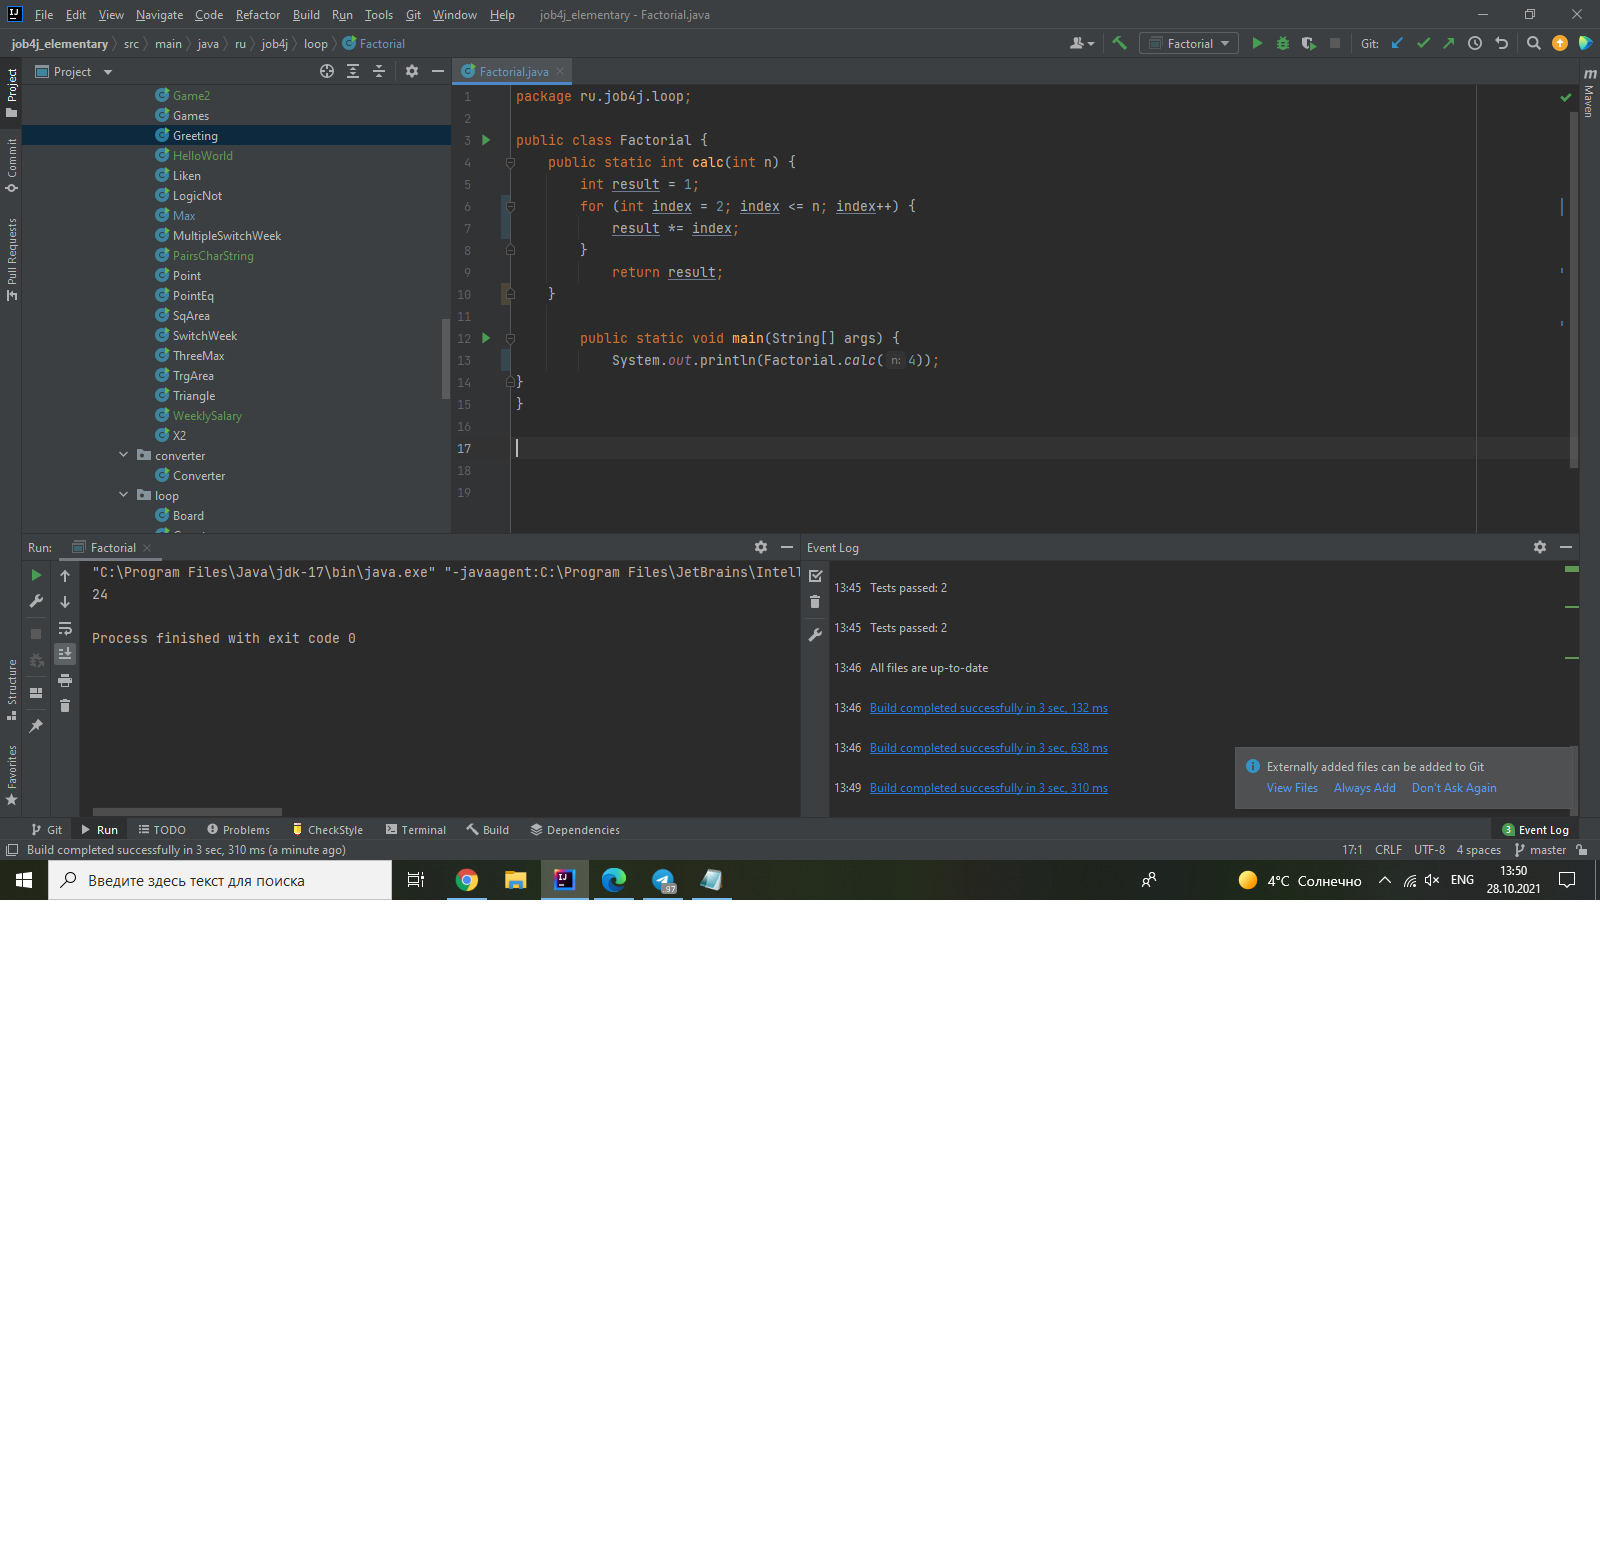 File Edit View Navigate Code Refactor Build Run Tools Git Window Help job4j_elementary - Factorial.java
job4j_elementary src main java ru job4j loop Factorial
Factorial Git:
Project
Factorial.java
Project
Commit
Pull Requests
Structure
Favorites
Maven
Game2
Games
Greeting
HelloWorld
Liken
LogicNot
Max
MultipleSwitchWeek
PairsCharString
Point
PointEq
SqArea
SwitchWeek
ThreeMax
TrgArea
Triangle
WeeklySalary
X2
converter
Converter
loop
Board
1 package ru.job4j.loop;
2
3 public class Factorial {
4 public static int calc(int n) {
5 int result = 1;
6 for (int index = 2; index <= n; index++) {
7 result *= index;
8 }
9 return result;
10 }
11
12 public static void main(String[] args) {
13 System.out.println(Factorial.calc( n: 4));
14 }
15 }
16
17
18
19
Run: Factorial
"C:\Program Files\Java\jdk-17\bin\java.exe" "-javaagent:C:\Program Files\JetBrains\Intell
24
Process finished with exit code 0
Event Log
13:45 Tests passed: 2
13:45 Tests passed: 2
13:46 All files are up-to-date
13:46 Build completed successfully in 3 sec, 132 ms
13:46 Build completed successfully in 3 sec, 638 ms
13:49 Build completed successfully in 3 sec, 310 ms
Externally added files can be added to Git
View Files Always Add Don't Ask Again
Git Run TODO Problems CheckStyle Terminal Build Dependencies 3 Event Log
Build completed successfully in 3 sec, 310 ms (a minute ago) 17:1 CRLF UTF-8 4 spaces master
Введите здесь текст для поиска
97
4°C Солнечно
ENG
13:50
28.10.2021